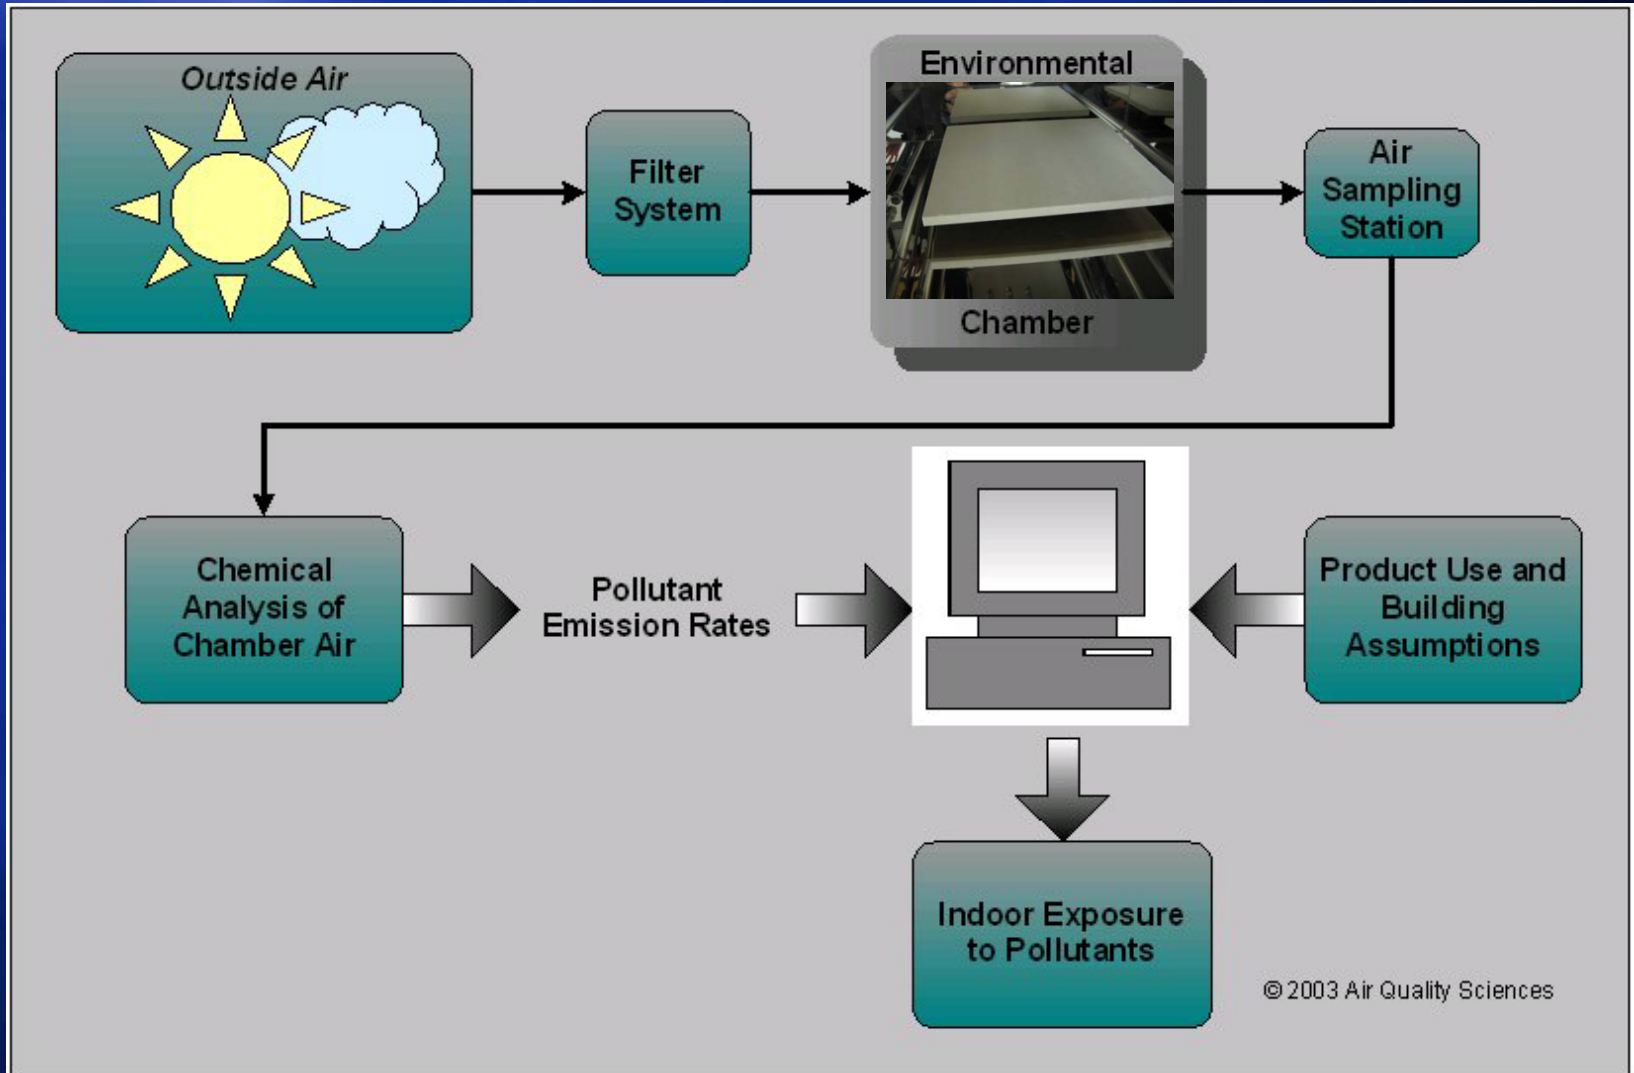 Outside Air
Filter
System
Environmental
Chamber
Air
Sampling
Station
Chemical
Analysis of
Chamber Air
Pollutant
Emission Rates
Product Use and
Building
Assumptions
Indoor Exposure
to Pollutants
© 2003 Air Quality Sciences